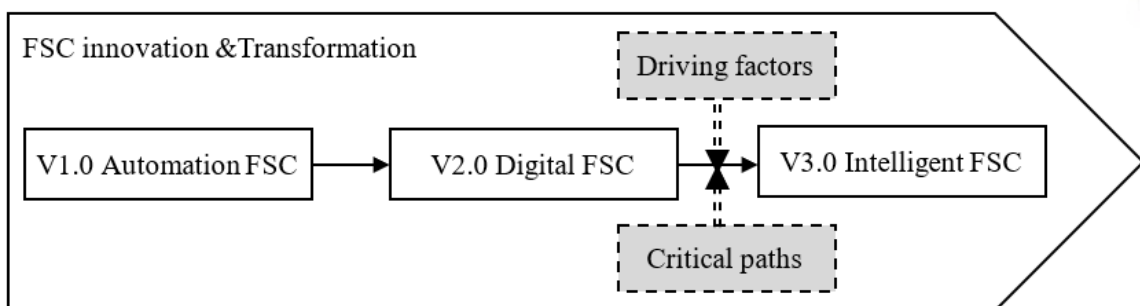 FSC innovation &Transformation
Driving factors
V1.0 Automation FSC
V2.0 Digital FSC
V3.0 Intelligent FSC
Critical paths